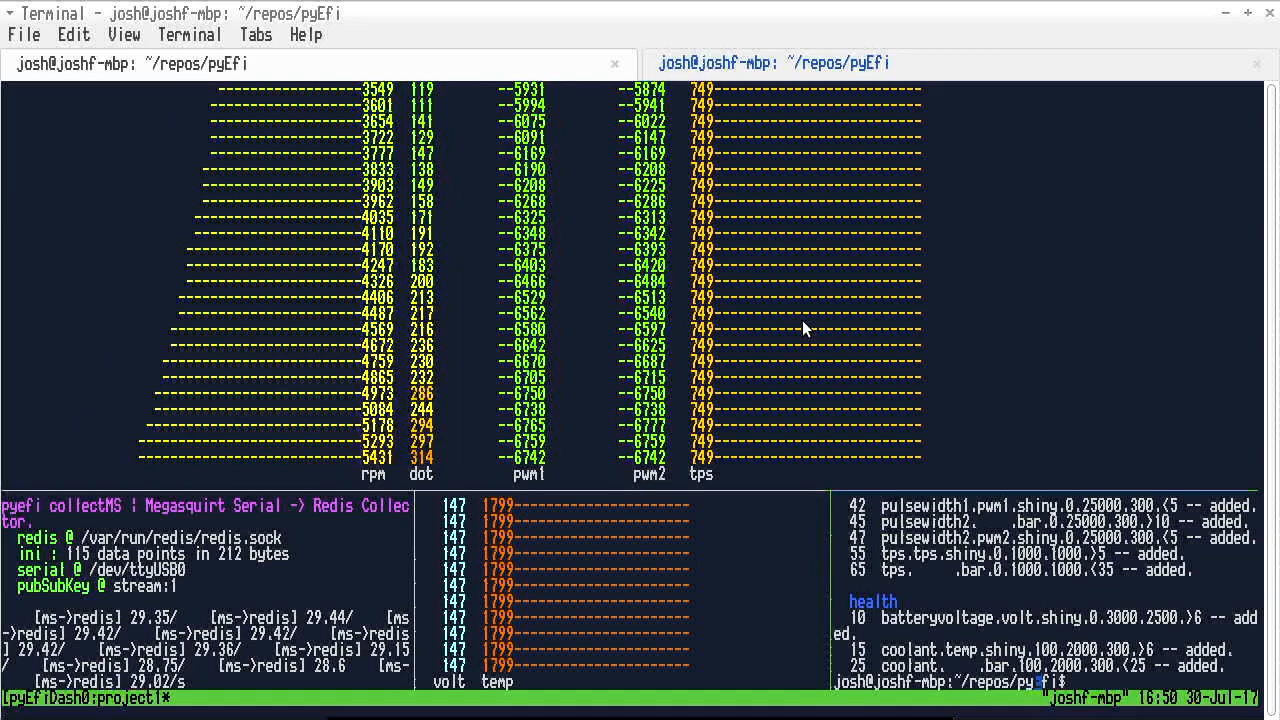 Terminal - josh@joshf-mbp: ~/repos/pyEfi
File Edit View Terminal Tabs Help
josh@joshf-mbp: ~/repos/pyEfi
josh@joshf-mbp: ~/repos/pyEfi
------------------3549 119 --5931 --5874 749--------------------------
-------------------3601 111 --5994 --5941 749--------------------------
-------------------3654 141 --6075 --6022 749--------------------------
-------------------3722 129 --6091 --6147 749--------------------------
-------------------3777 147 --6169 --6169 749--------------------------
--------------------3833 138 --6190 --6208 749--------------------------
--------------------3903 149 --6208 --6225 749--------------------------
--------------------3962 158 --6268 --6286 749--------------------------
---------------------4035 171 --6325 --6313 749--------------------------
---------------------4110 191 --6348 --6342 749--------------------------
----------------------4170 192 --6375 --6393 749--------------------------
----------------------4247 183 --6403 --6420 749--------------------------
----------------------4326 200 --6466 --6484 749--------------------------
-----------------------4406 213 --6529 --6513 749--------------------------
-----------------------4487 217 --6562 --6540 749--------------------------
------------------------4569 216 --6580 --6597 749--------------------------
------------------------4672 236 --6642 --6625 749--------------------------
-------------------------4759 230 --6670 --6687 749--------------------------
-------------------------4865 232 --6705 --6715 749--------------------------
--------------------------4973 286 --6750 --6750 749--------------------------
--------------------------5084 244 --6738 --6738 749--------------------------
---------------------------5178 294 --6765 --6777 749--------------------------
----------------------------5293 297 --6759 --6759 749--------------------------
----------------------------5431 314 --6742 --6742 749--------------------------
rpm dot pwm1 pwm2 tps
pyefi collectMS ¦ Megasquirt Serial -> Redis Collec
tor.
redis @ /var/run/redis/redis.sock
ini : 115 data points in 212 bytes
serial @ /dev/ttyUSB0
pubSubKey @ stream:1
[ms->redis] 29.35/ [ms->redis] 29.44/ [ms
->redis] 29.42/ [ms->redis] 29.42/ [ms->redis
] 29.42/ [ms->redis] 29.36/ [ms->redis] 29.15
/ [ms->redis] 28.75/ [ms->redis] 28.6 [ms-
[ms->redis] 29.02/s
147 1799----------------------
147 1799----------------------
147 1799----------------------
147 1799----------------------
147 1799----------------------
147 1799----------------------
147 1799----------------------
147 1799----------------------
147 1799----------------------
147 1799----------------------
147 1799----------------------
volt temp
42 pulsewidth1.pwm1.shiny.0.25000.300.<5 -- added.
45 pulsewidth2. .bar.0.25000.300.>10 -- added.
47 pulsewidth2.pwm2.shiny.0.25000.300.<5 -- added.
55 tps.tps.shiny.0.1000.1000.>5 -- added.
65 tps. .bar.0.1000.1000.<35 -- added.
health
10 batteryvoltage.volt.shiny.0.3000.2500.>6 -- add
ed.
15 coolant.temp.shiny.100.2000.300.>6 -- added.
25 coolant. .bar.100.2000.300.<25 -- added.
josh@joshf-mbp:~/repos/pyEfi$
[pyEfiDash0:project1* "joshf-mbp" 16:50 30-Jul-17